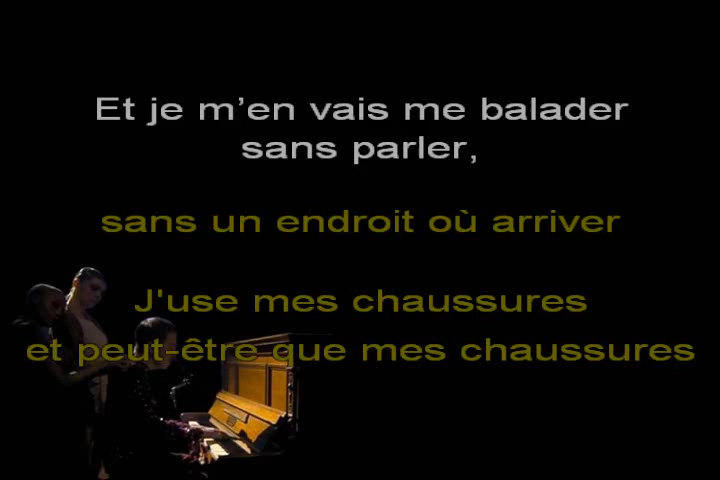 Et je m’en vais me balader
sans parler,
sans un endroit où arriver
J'use mes chaussures
et peut-être que mes chaussures